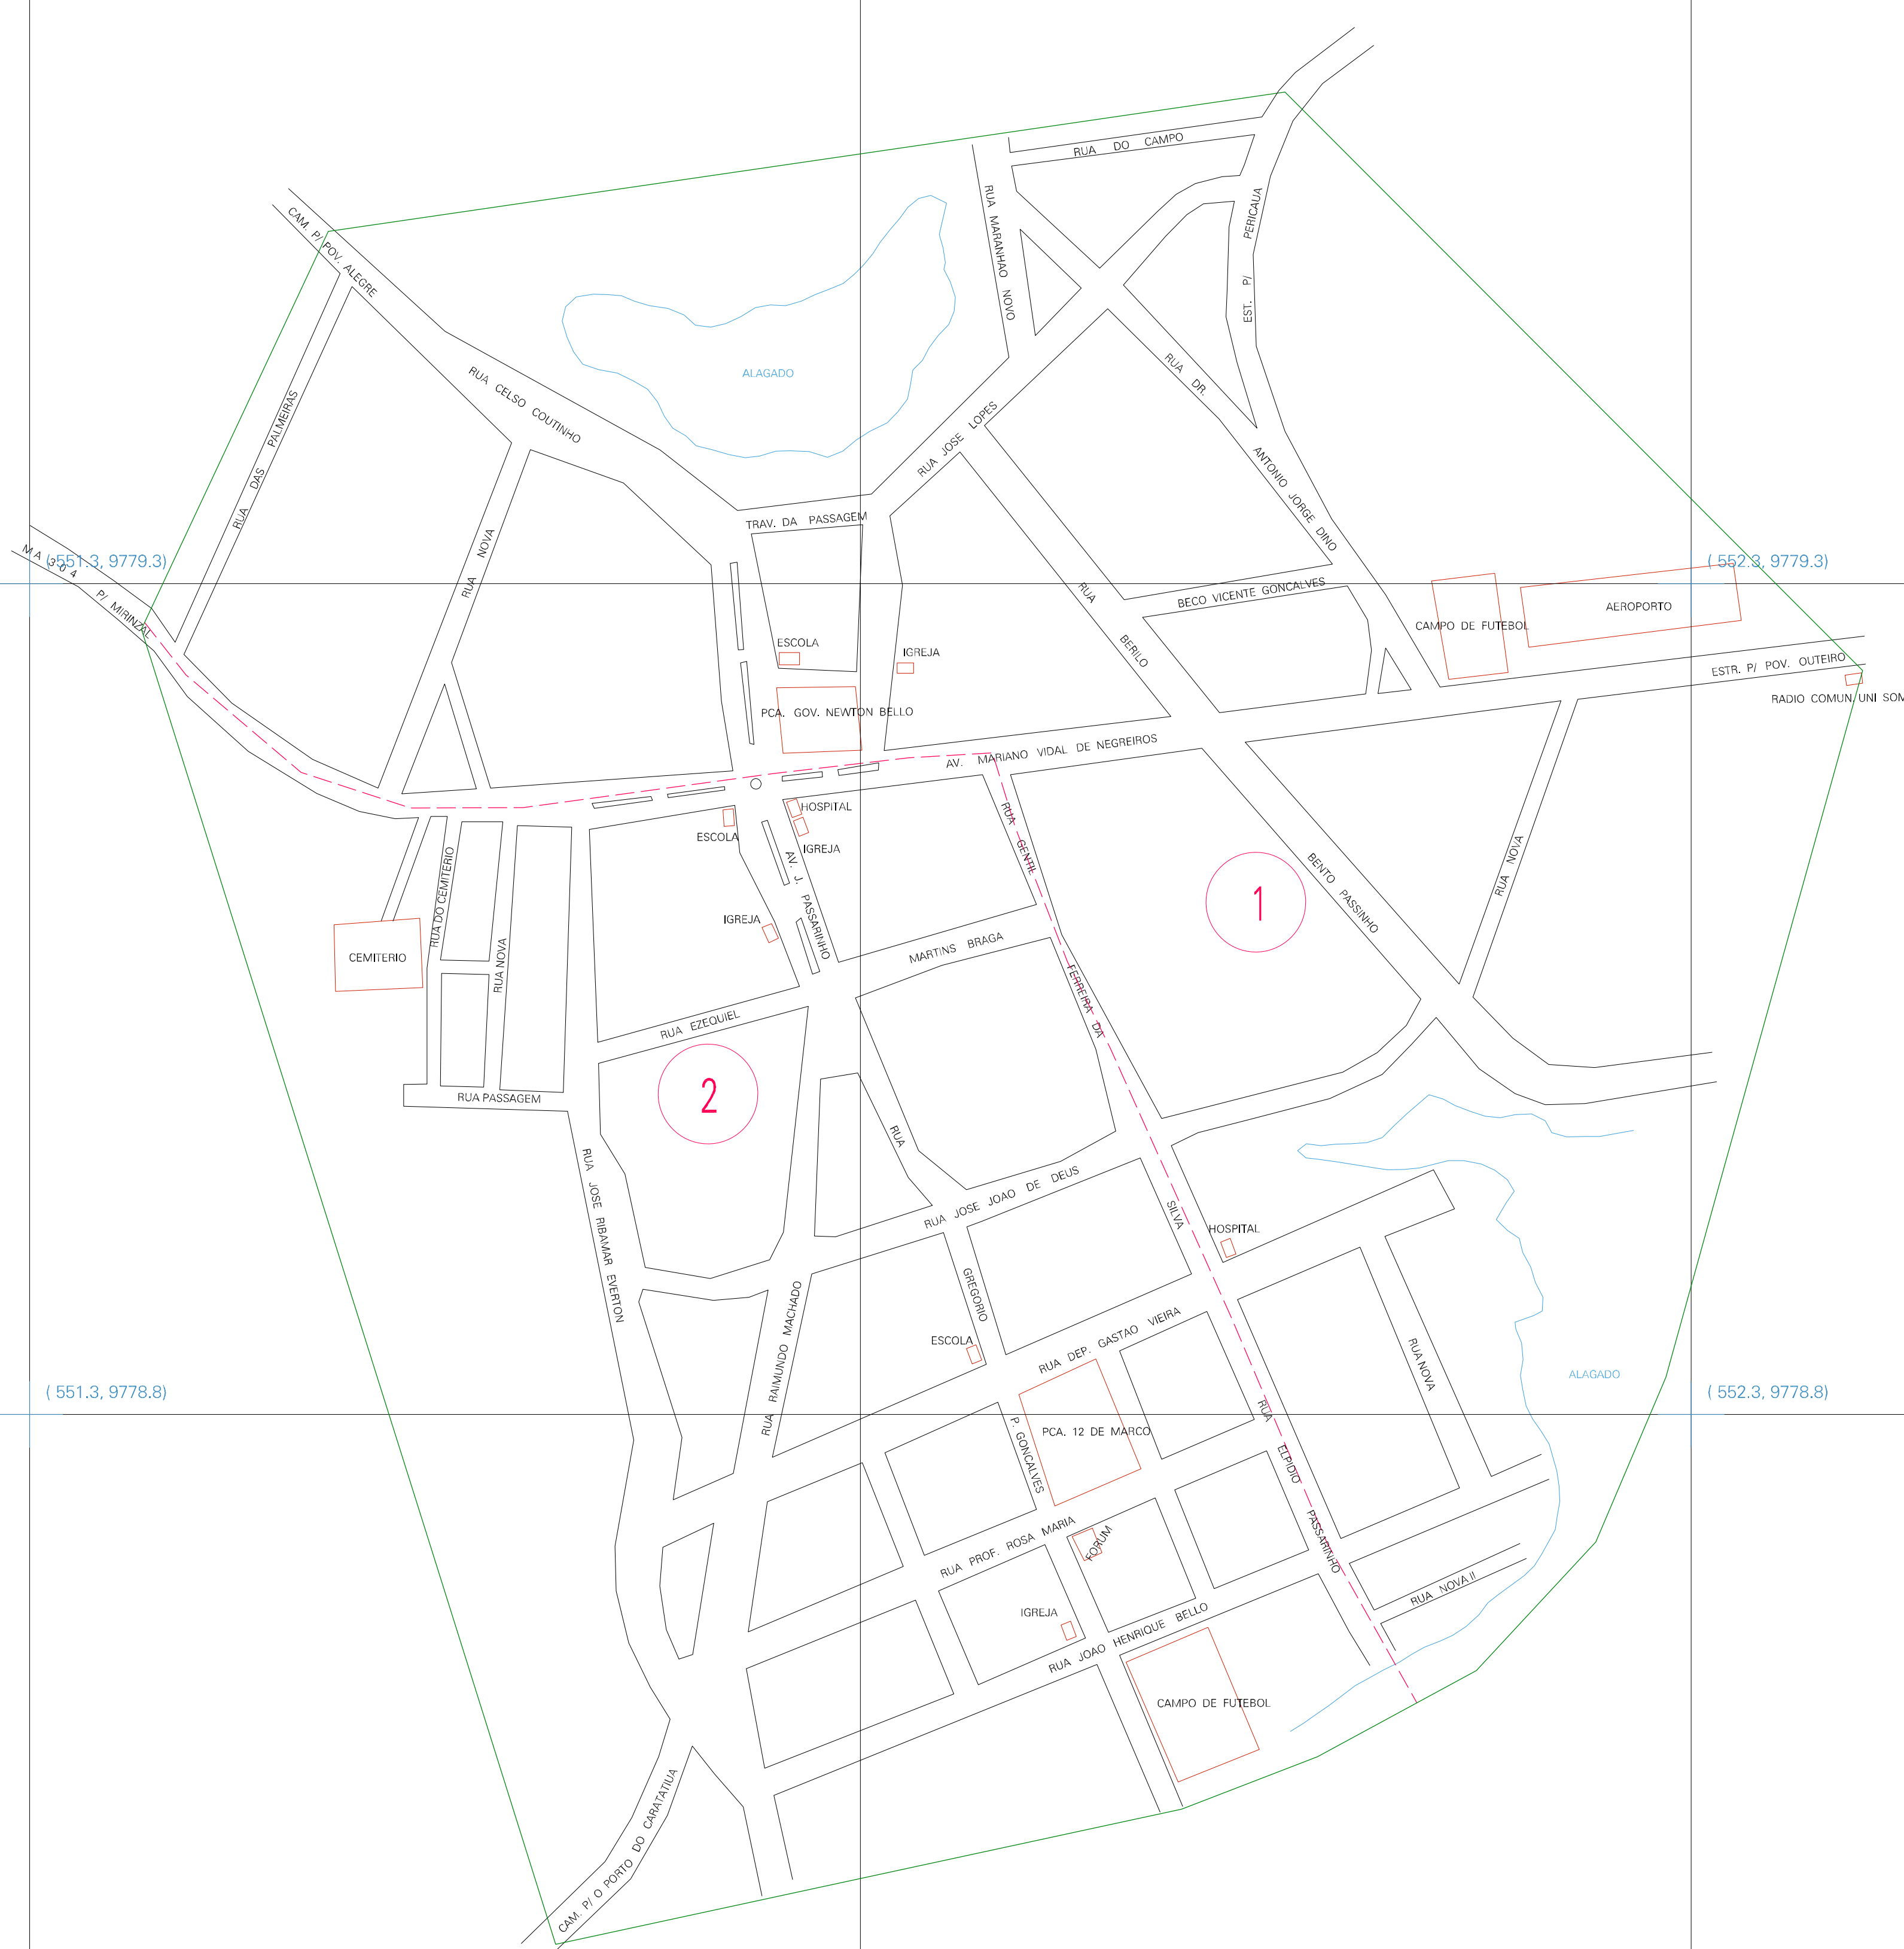 RUA DO CAMPO
RUA MARANHAO NOVO
EST. P/ PERICAUA
CAM. P/ POV. ALEGRE
RUA CELSO COUTINHO
ALAGADO
RUA DR. ANTONIO JORGE DINO
RUA JOSE LOPES
RUA DAS PALMEIRAS
RUA NOVA
TRAV. DA PASSAGEM
MA 304
P/ MIRINZAL
( 551.3, 9779.3)
( 552.3, 9779.3)
RUA BERILO
BECO VICENTE GONCALVES
CAMPO DE FUTEBOL
AEROPORTO
ESCOLA
IGREJA
ESTR. P/ POV. OUTEIRO
RADIO COMUN. UNI SOM
PCA. GOV. NEWTON BELLO
AV. MARIANO VIDAL DE NEGREIROS
HOSPITAL
ESCOLA
IGREJA
AV. J. PASSARINHO
RUA GENTIL
FERREIRA DA
SILVA
BENTO PASSINHO
RUA NOVA
1
RUA DO CEMITERIO
CEMITERIO
RUA NOVA
IGREJA
MARTINS BRAGA
RUA EZEQUIEL
2
RUA PASSAGEM
RUA
RUA JOSE RIBAMAR EVERTON
RUA JOSE JOAO DE DEUS
HOSPITAL
GREGORIO
RUA RAIMUNDO MACHADO
ESCOLA
RUA DEP. GASTAO VIEIRA
RUA NOVA
ALAGADO
( 551.3, 9778.8)
( 552.3, 9778.8)
P. GONCALVES
PCA. 12 DE MARCO
RUA ELPIDIO PASSARINHO
RUA PROF. ROSA MARIA
FORUM
RUA NOVA II
IGREJA
RUA JOAO HENRIQUE BELLO
CAMPO DE FUTEBOL
CAM. P/ O PORTO DO CARATATIUA